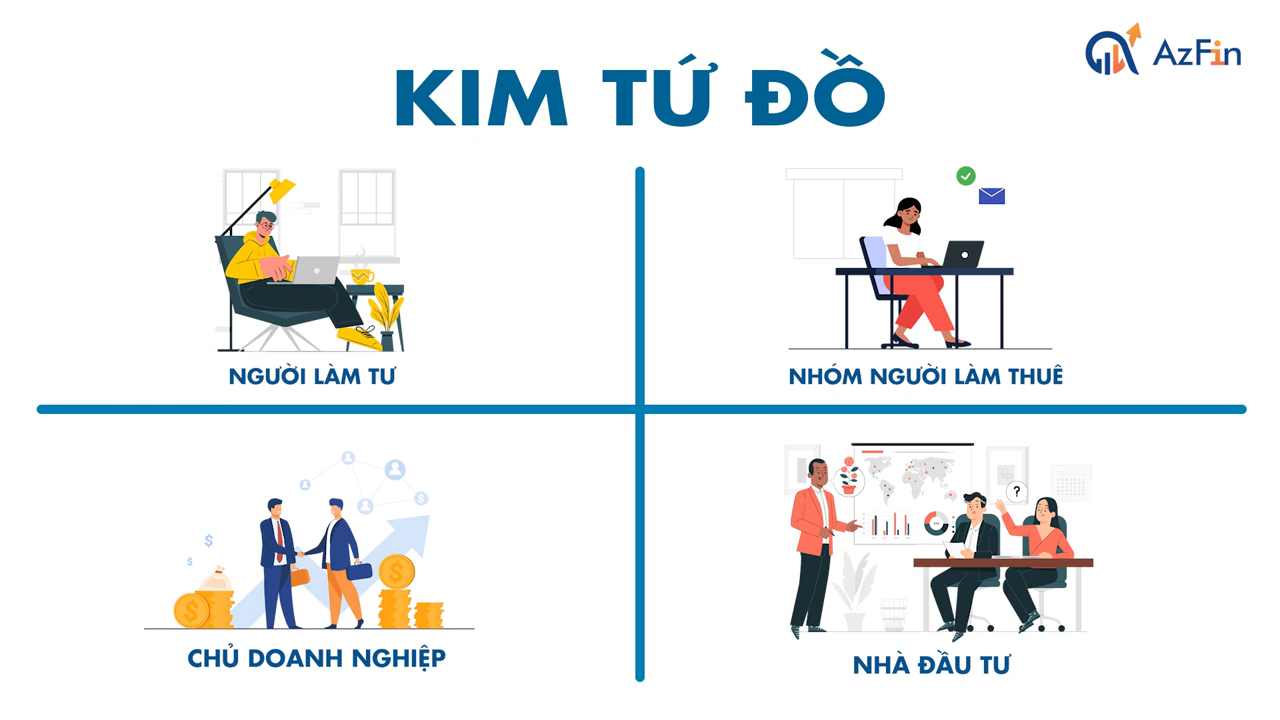 AzFin
KIM TỨ ĐỒ
NGƯỜI LÀM TƯ
NHÓM NGƯỜI LÀM THUÊ
?
CHỦ DOANH NGHIỆP
NHÀ ĐẦU TƯ